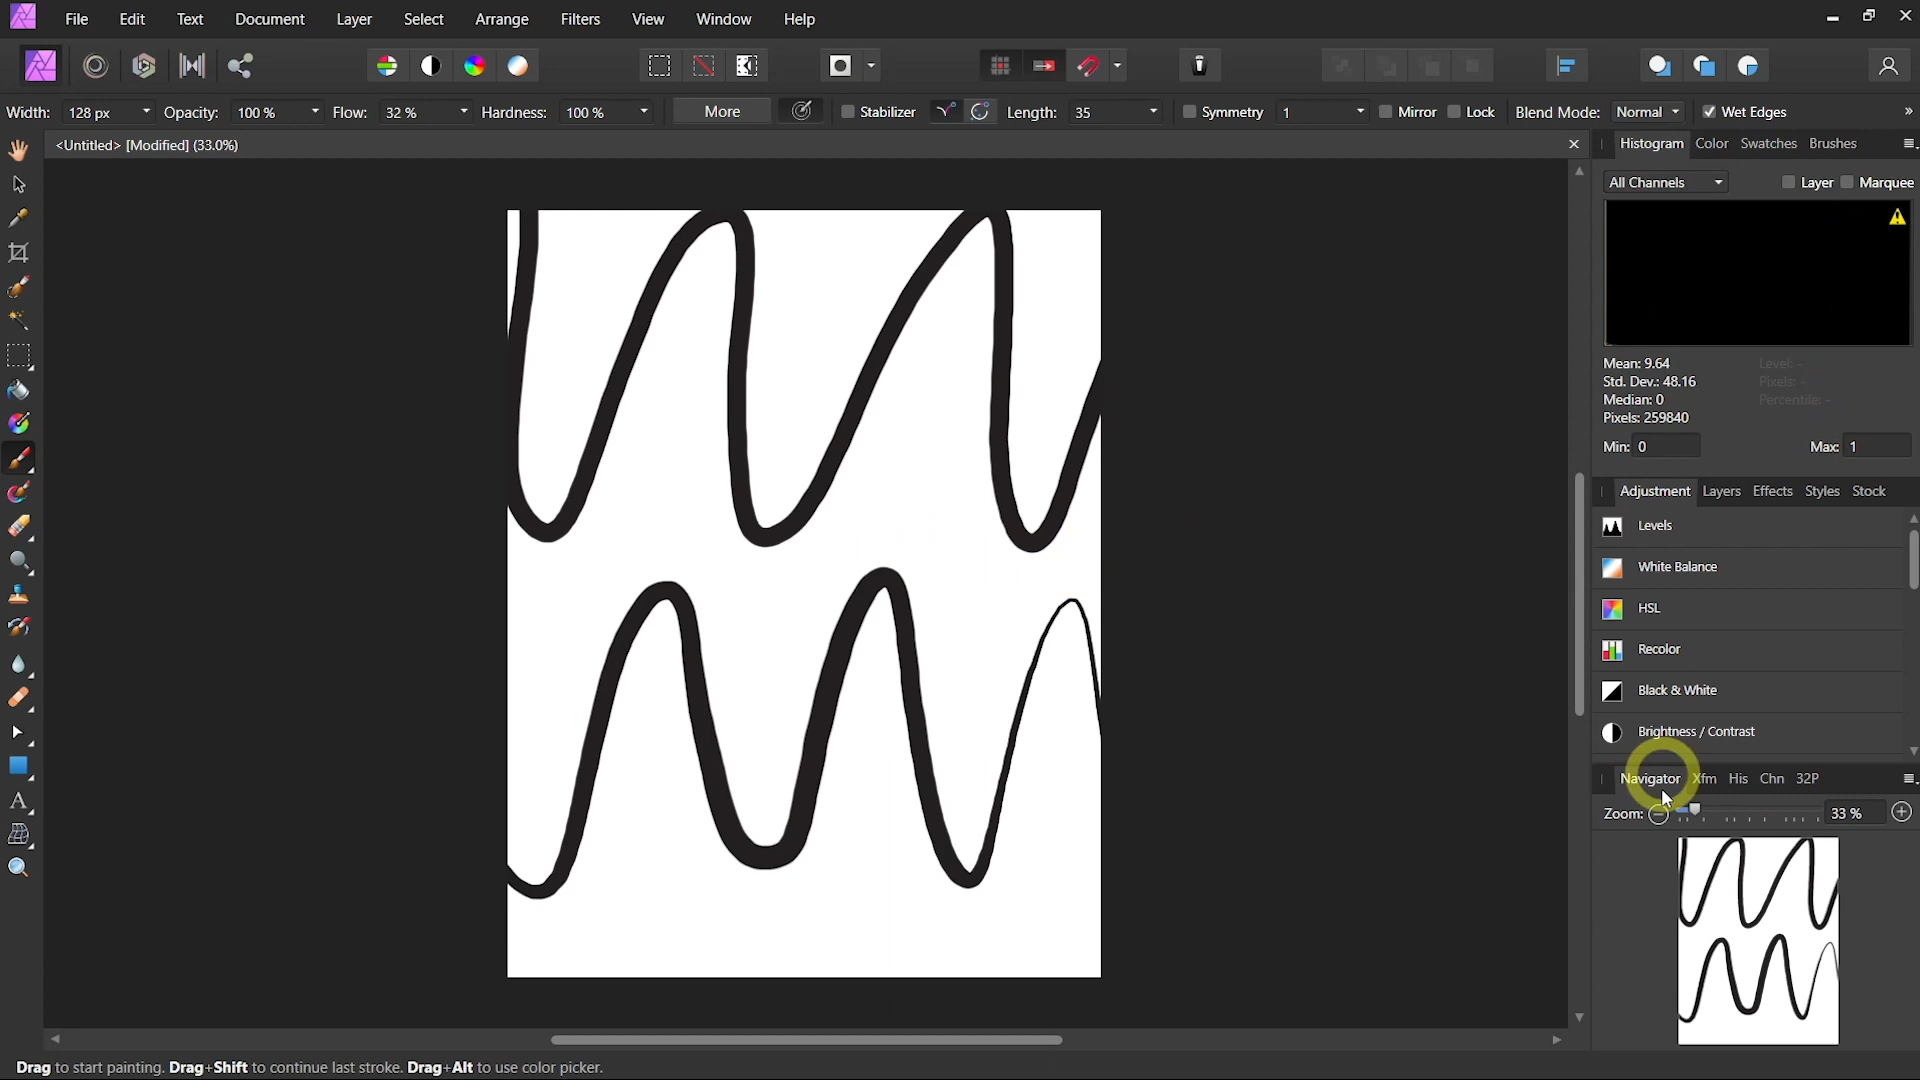 File Edit Text Document Layer Select Arrange Filters View Window Help
Width: 128 px Opacity: 100 % Flow: 32 % Hardness: 100 % More Stabilizer Length: 35 Symmetry 1 Mirror Lock Blend Mode: Normal Wet Edges
<Untitled> [Modified] (33.0%)
Histogram Color Swatches Brushes
All Channels Layer Marquee
Mean: 9.64 Level: -
Std. Dev.: 48.16 Pixels: -
Median: 0 Percentile: -
Pixels: 259840
Min: 0 Max: 1
Adjustment Layers Effects Styles Stock
Levels
White Balance
HSL
Recolor
Black & White
Brightness / Contrast
Navigator Xfm His Chn 32P
Zoom: 33 %
Drag to start painting. Drag+Shift to continue last stroke. Drag+Alt to use color picker.